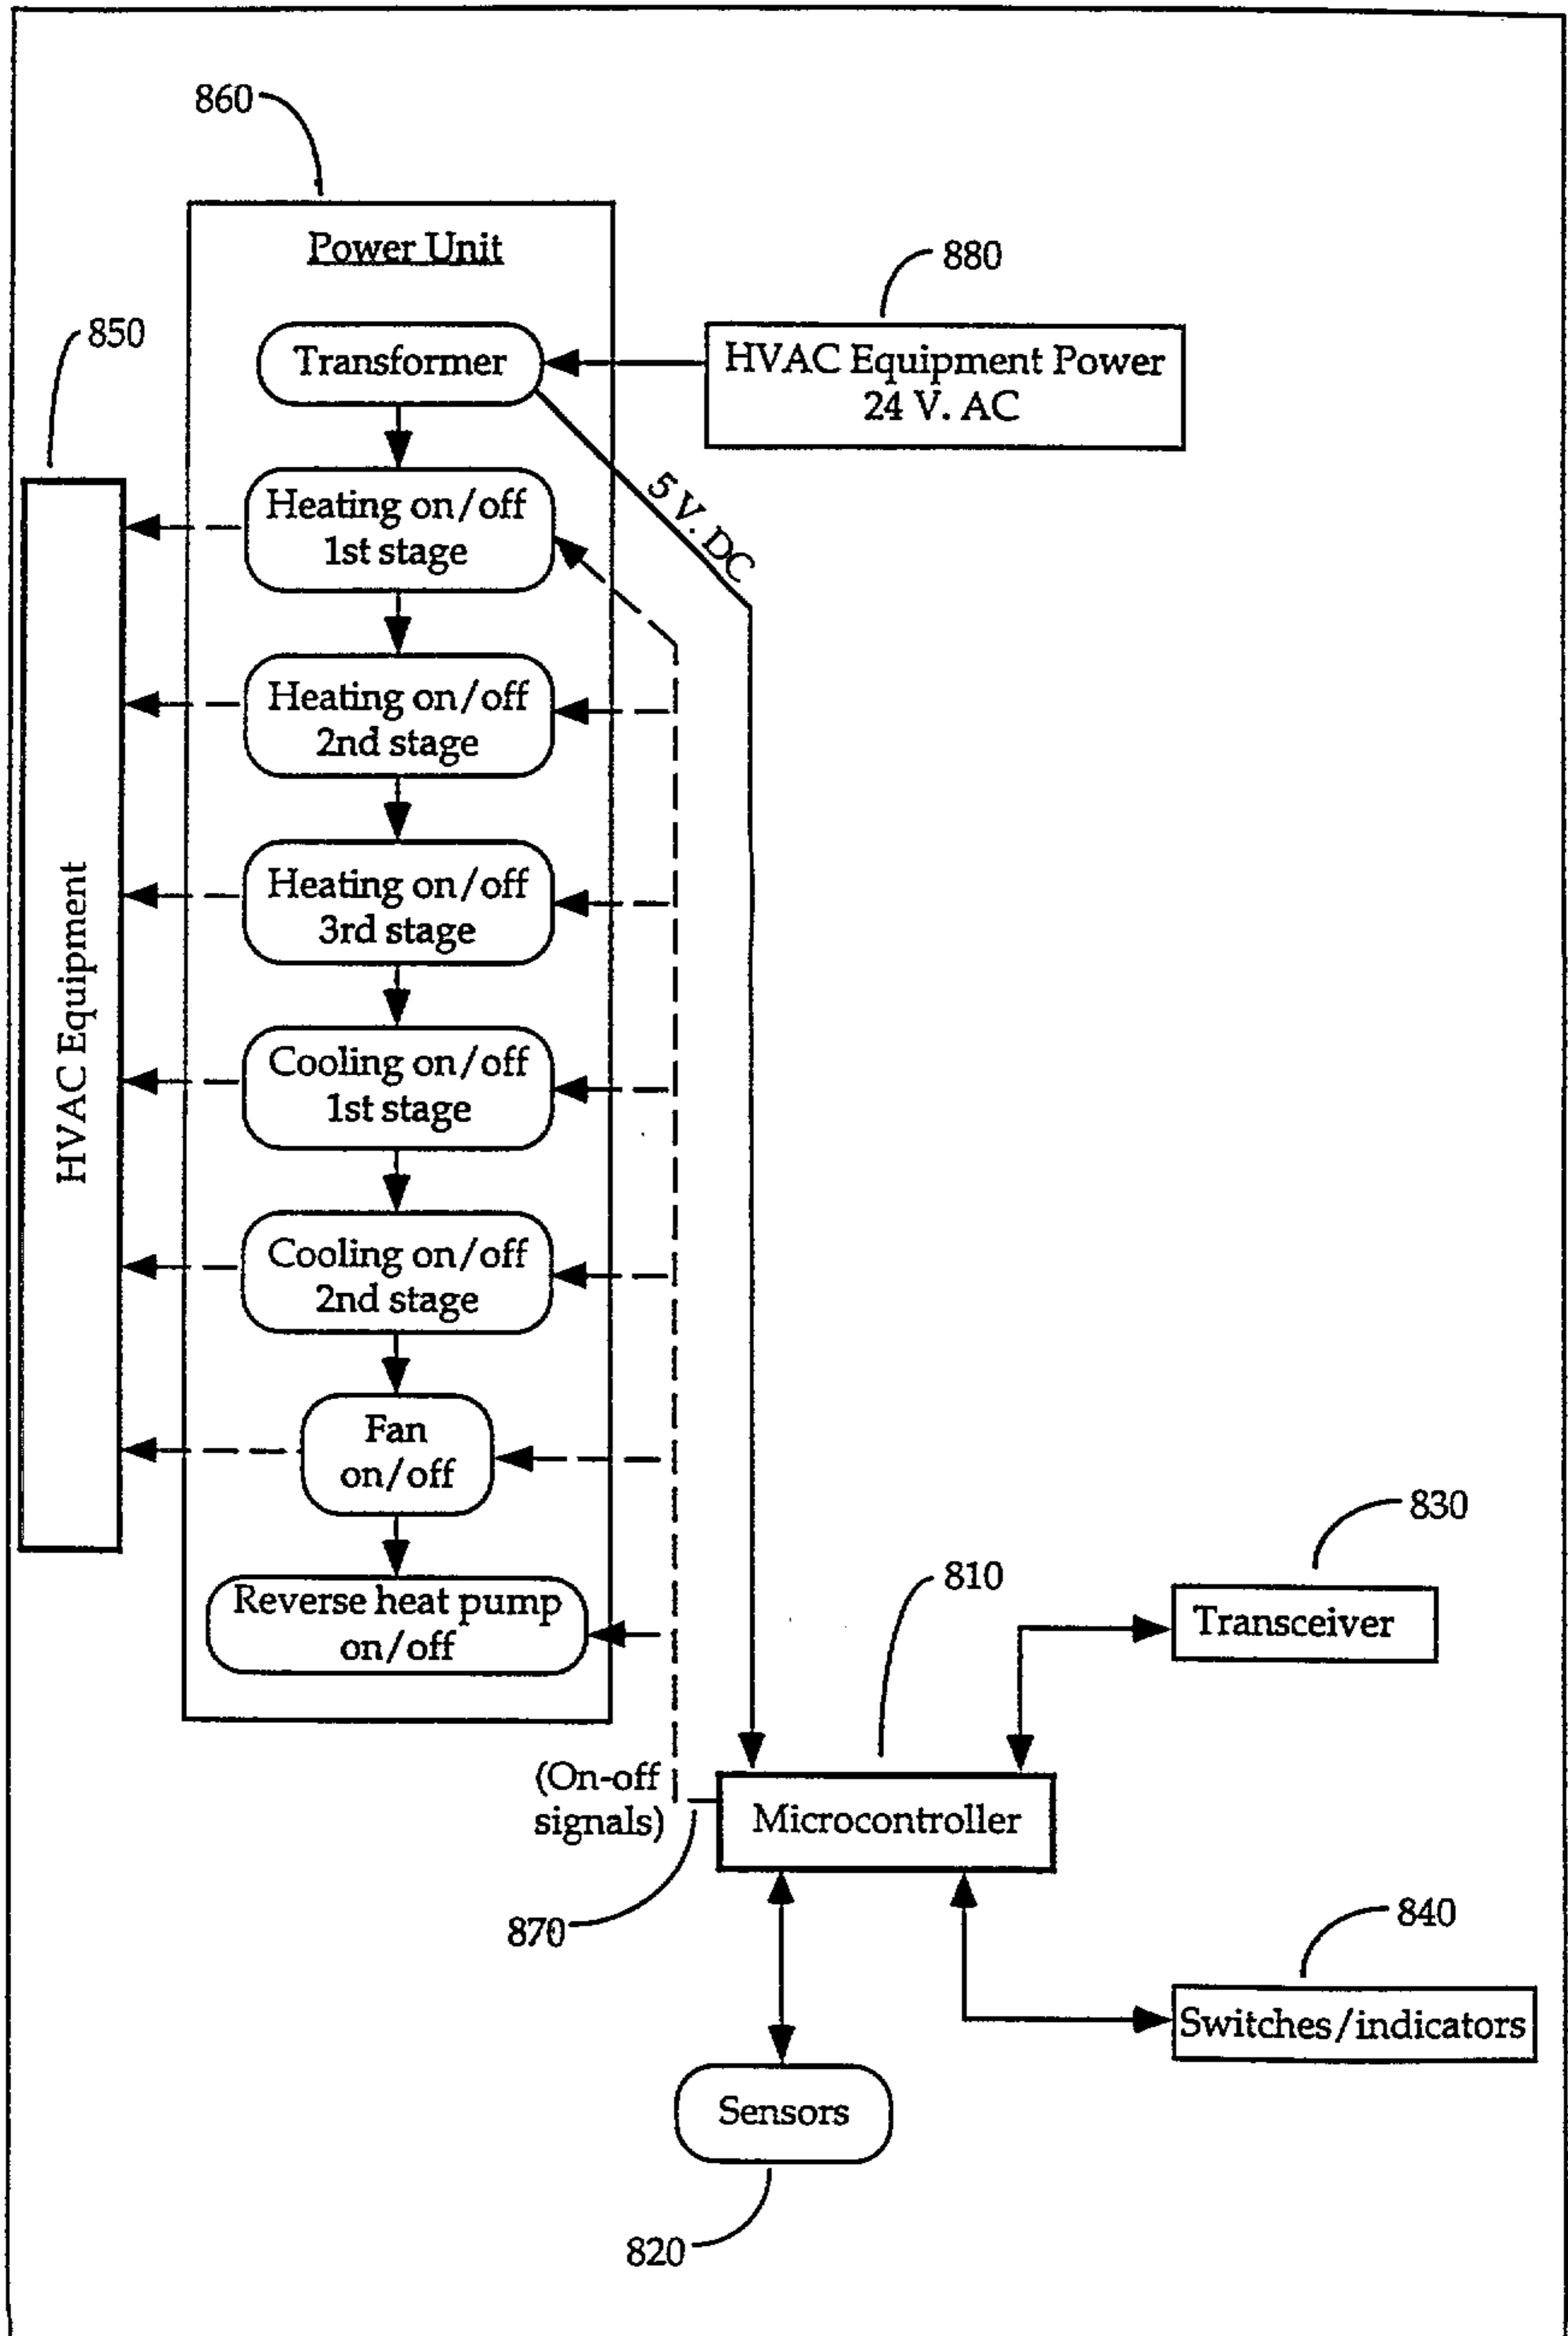 860
Power Unit
880
850
Transformer
HVAC Equipment Power
24 V. AC
5 V. DC
Heating on/off
1st stage
Heating on/off
2nd stage
Heating on/off
3rd stage
HVAC Equipment
Cooling on/off
1st stage
Cooling on/off
2nd stage
Fan
on/off
830
810
Reverse heat pump
on/off
Transceiver
(On-off
signals)
Microcontroller
870
840
Switches/indicators
Sensors
820